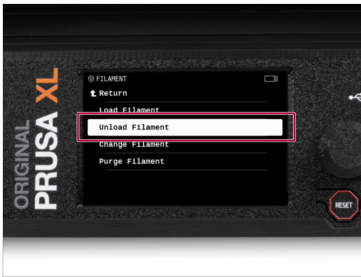 ORIGINAL
PRUSA XL
FILAMENT
Return
Load Filament
Unload Filament
Change Filament
Purge Filament
RESET